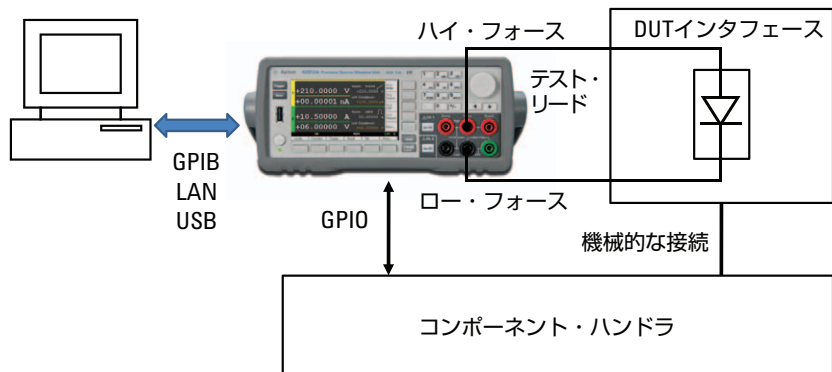 ハイ・フォース
DUTインタフェース
テスト・
リード
Agilent
+210.0000 V
+00.00001 nA
+10.50000 A
+06.00000 V
GPIB
LAN
USB
GPIO
ロー・フォース
機械的な接続
コンポーネント・ハンドラ